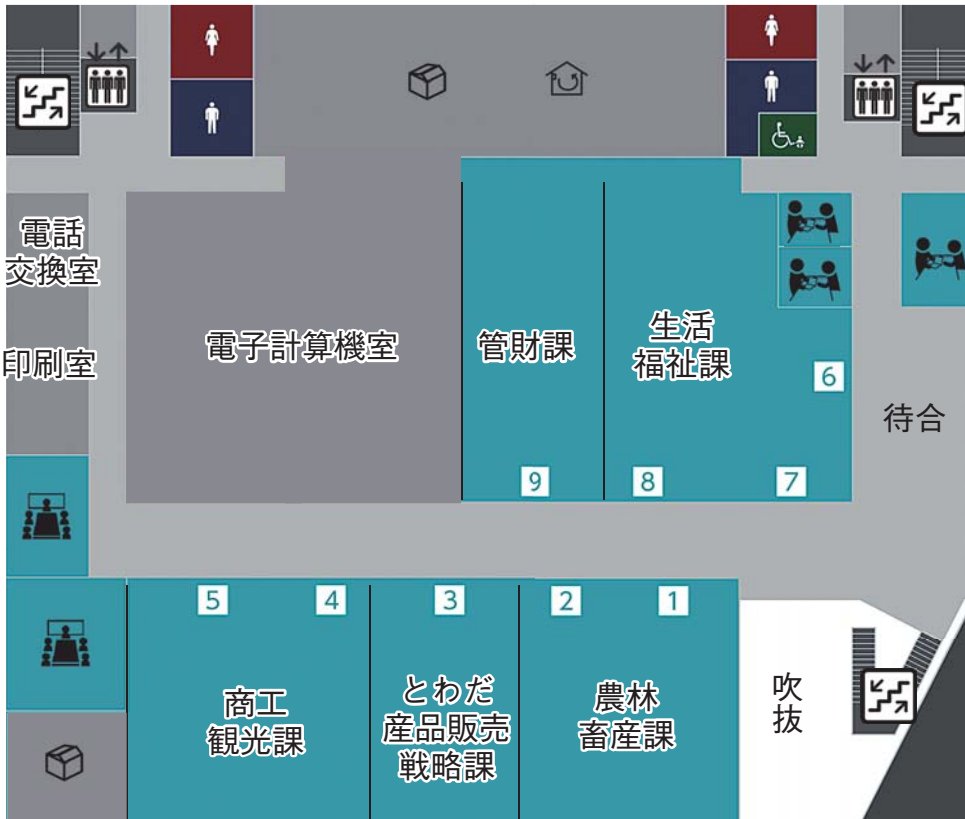 電話
交換室
印刷室
電子計算機室
管財課
生活
福祉課
6
待合
9
8
7
5
4
3
2
1
商工
観光課
とわだ
産品販売
戦略課
農林
畜産課
吹
抜